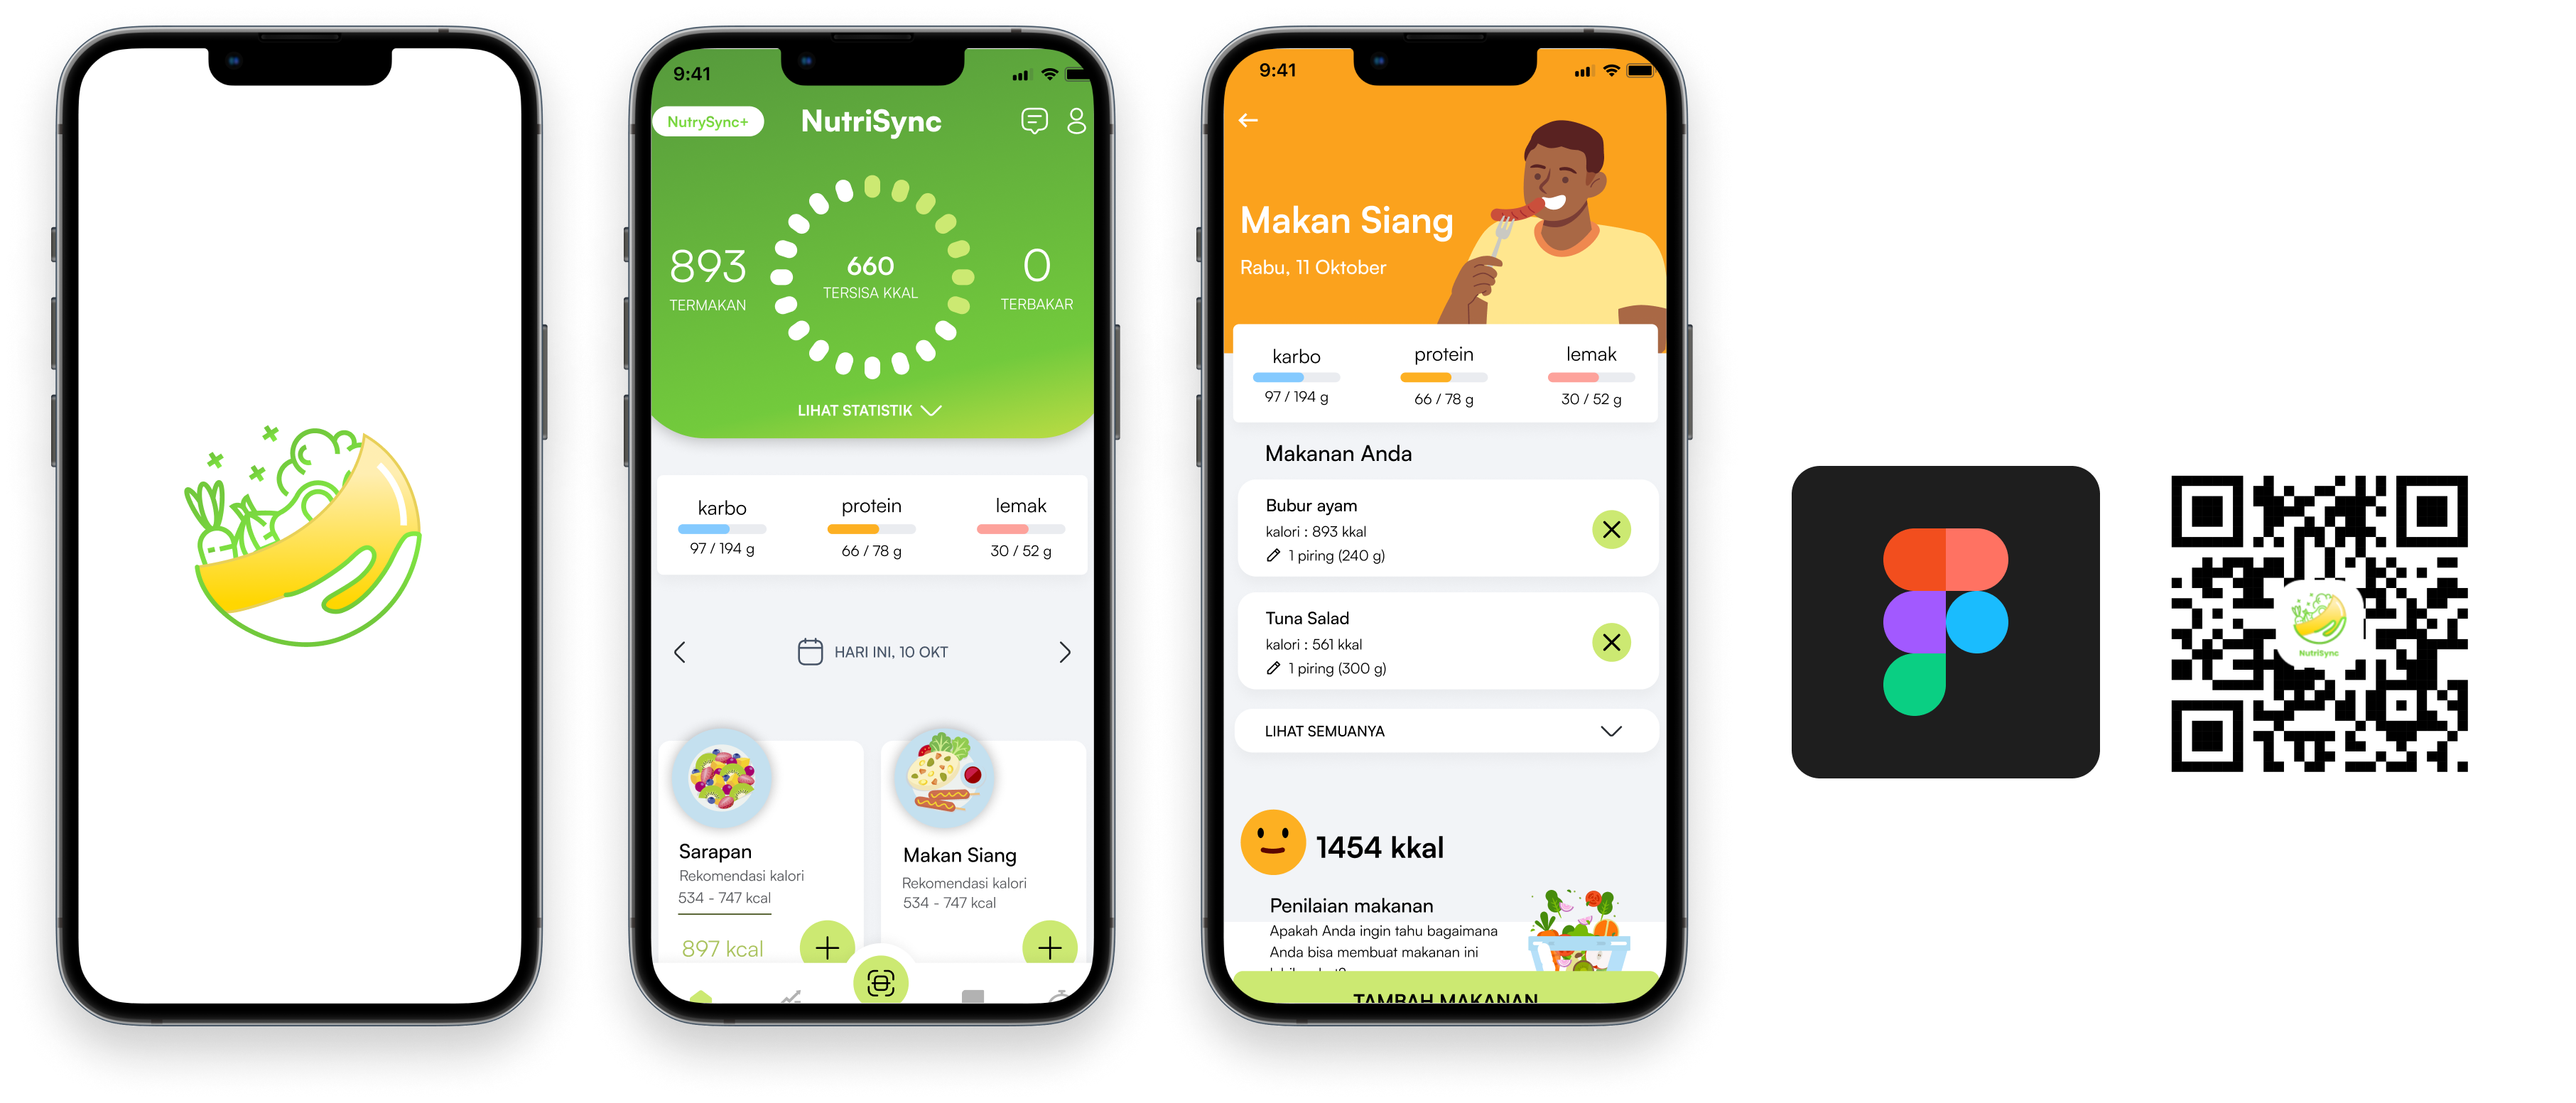 9:41
NutrySync+
NutriSync
893
TERMAKAN
660
TERSISA KKAL
0
TERBAKAR
LIHAT STATISTIK
karbo
97 / 194 g
protein
66 / 78 g
lemak
30 / 52 g
HARI INI, 10 OKT
Sarapan
Rekomendasi kalori
534 - 747 kcal
897 kcal
Makan Siang
Rekomendasi kalori
534 - 747 kcal
9:41
Makan Siang
Rabu, 11 Oktober
karbo
97 / 194 g
protein
66 / 78 g
lemak
30 / 52 g
Makanan Anda
Bubur ayam
kalori : 893 kkal
1 piring (240 g)
Tuna Salad
kalori : 561 kkal
1 piring (300 g)
LIHAT SEMUANYA
1454 kkal
Penilaian makanan
Apakah Anda ingin tahu bagaimana
Anda bisa membuat makanan ini
TAMBAH MAKANAN
NutriSync